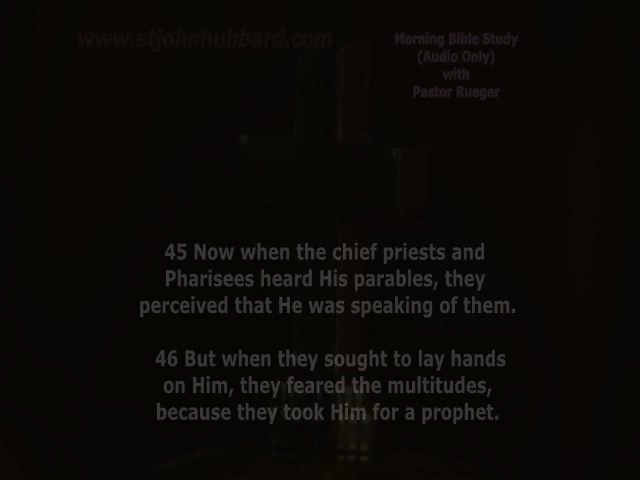 www.stjohnhubbard.com
Morning Bible Study
(Audio Only)
with
Pastor Rueger
45 Now when the chief priests and
Pharisees heard His parables, they
perceived that He was speaking of them.
46 But when they sought to lay hands
on Him, they feared the multitudes,
because they took Him for a prophet.